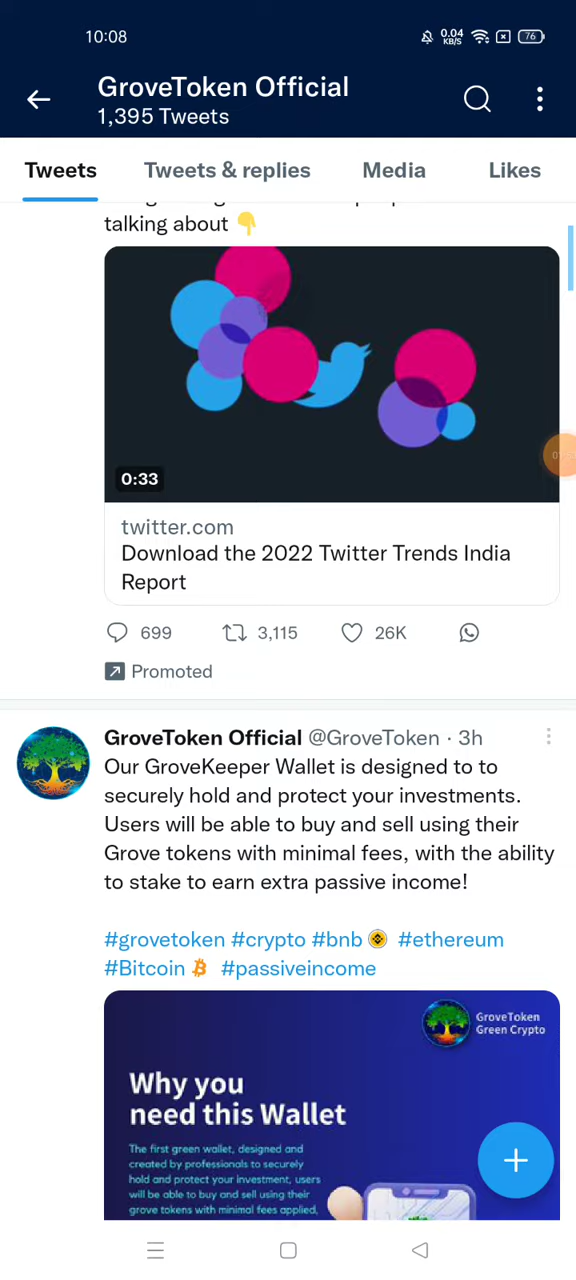 10:08
0.04
KB/S
76
GroveToken Official
1,395 Tweets
Tweets
Tweets & replies
Media
Likes
talking about 👇
0:33
twitter.com
Download the 2022 Twitter Trends India
Report
699
3,115
26K
Promoted
GroveToken Official @GroveToken · 3h
Our GroveKeeper Wallet is designed to to
securely hold and protect your investments.
Users will be able to buy and sell using their
Grove tokens with minimal fees, with the ability
to stake to earn extra passive income!
#grovetoken #crypto #bnb #ethereum
#Bitcoin #passiveincome
GroveToken
Green Crypto
Why you
need this Wallet
The first green wallet, designed and
created by professionals to securely
hold and protect your investment, users
will be able to buy and sell using their
grove tokens with minimal fees applied,